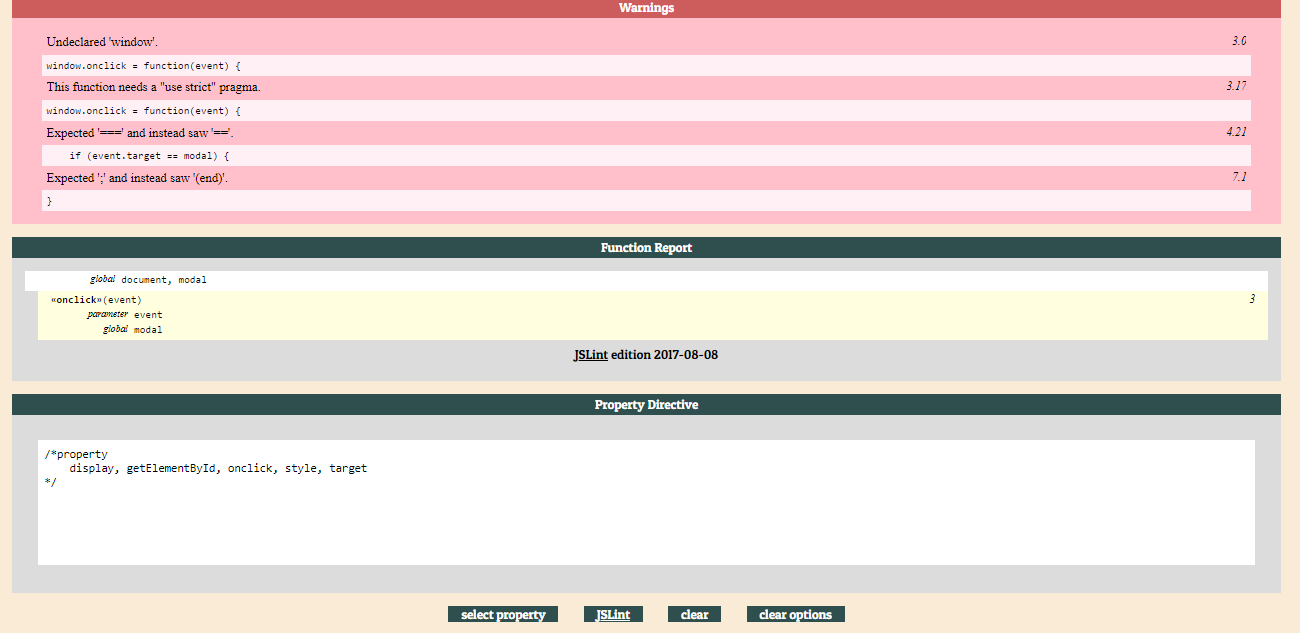 Warnings
Undeclared 'window'. 3.0
window.onclick = function(event) {
This function needs a "use strict" pragma. 3.17
window.onclick = function(event) {
Expected '===' and instead saw '=='. 4.21
if (event.target == modal) {
Expected ';' and instead saw '(end)'. 7.1
}
Function Report
global document, modal
«onclick»(event) 3
parameter event
global modal
JSLint edition 2017-08-08
Property Directive
/*property
display, getElementById, onclick, style, target
*/
select property JSLint clear clear options